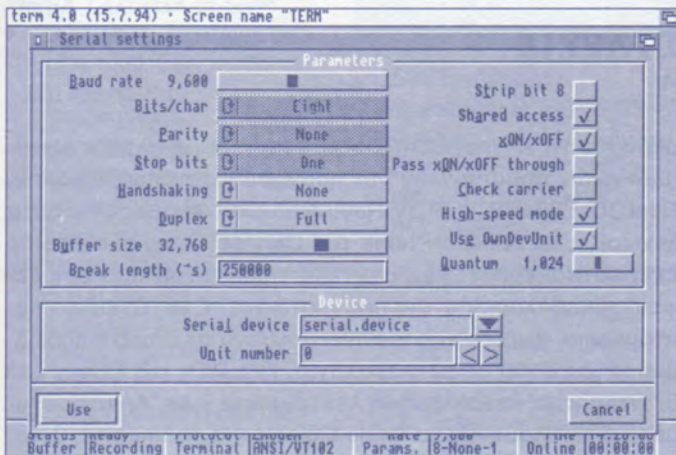 term 4.0 (15.7.94) · Screen name "TERM"
Serial settings
Parameters
Baud rate 9,600
Bits/char Eight
Parity None
Stop bits One
Handshaking None
Duplex Full
Buffer size 32,768
Break length (µs) 250000
Strip bit 8
Shared access
xON/xOFF
Pass xON/xOFF through
Check carrier
High-speed mode
Use OwnDevUnit
Quantum 1,024
Device
Serial device serial.device
Unit number 0
Use Cancel
Status Ready Protocol ZModem Rate 9,600 Time
Buffer Recording Terminal ANSI/VT102 Params. 8-None-1 Online 00:00:00